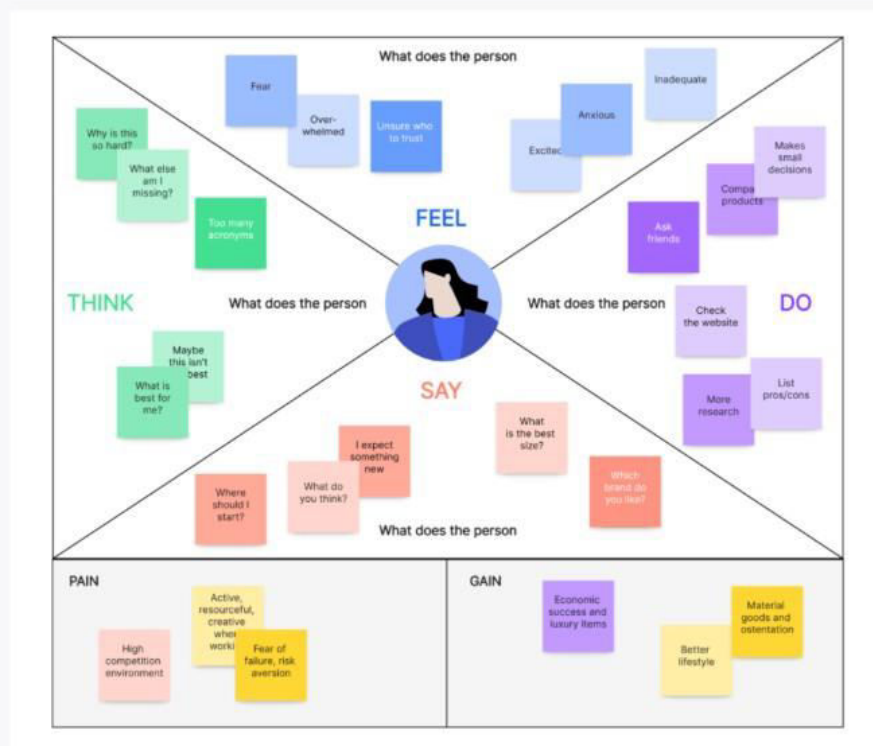 What does the person
Fear
Over-
whelmed
Unsure who
to trust
Inadequate
Anxious
Excited
FEEL
Why is this
so hard?
What else
am I
missing?
Too many
acronyms
THINK
What does the person
Maybe
this isn't
best
What is
best for
me?
Makes
small
decisions
products
Ask
friends
What does the person
DO
Check
the website
More
research
List
pros/cons
SAY
What
is the best
size?
I expect
something
new
What do
you think?
Where
should I
start?
Which
brand do
you like?
What does the person
PAIN
Active,
resourceful,
creative
High
competition
environment
Fear of
failure, risk
aversion
GAIN
Economic
success and
luxury items
Material
goods and
ostentation
Better
lifestyle